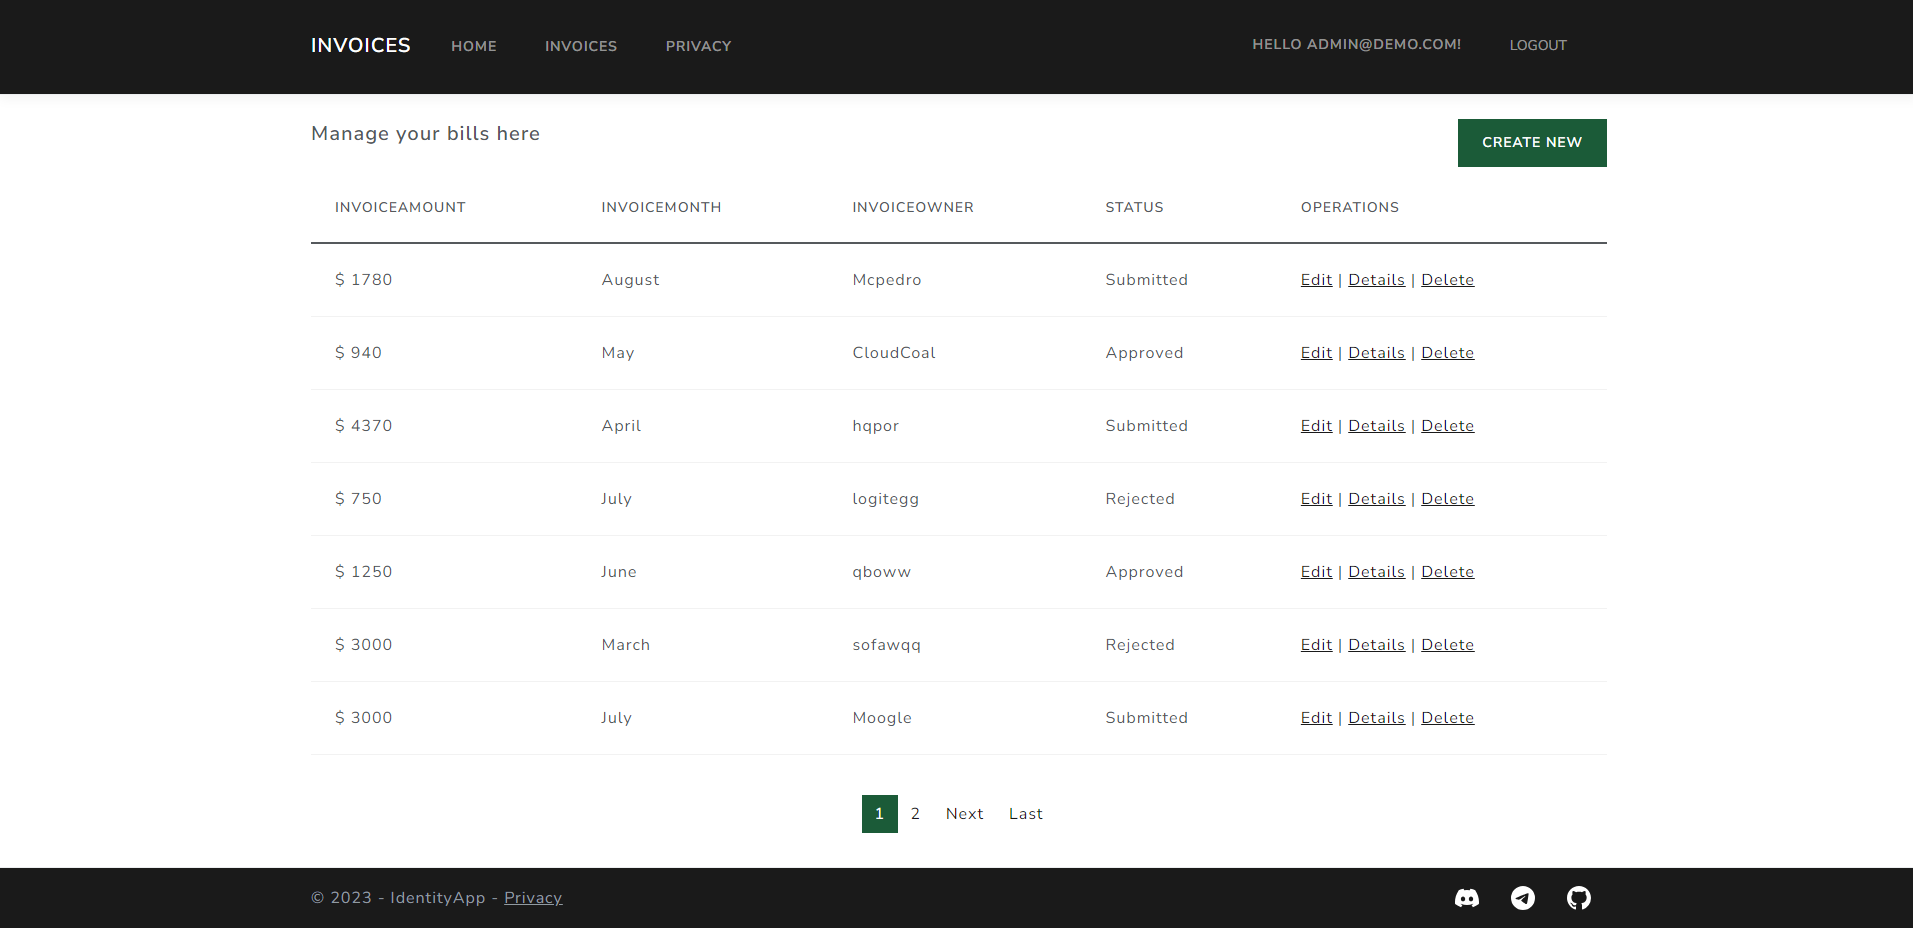 INVOICES HOME INVOICES PRIVACY HELLO ADMIN@DEMO.COM! LOGOUT
Manage your bills here CREATE NEW
INVOICEAMOUNT INVOICEMONTH INVOICEOWNER STATUS OPERATIONS
$ 1780 August Mcpedro Submitted Edit | Details | Delete
$ 940 May CloudCoal Approved Edit | Details | Delete
$ 4370 April hqpor Submitted Edit | Details | Delete
$ 750 July logitegg Rejected Edit | Details | Delete
$ 1250 June qboww Approved Edit | Details | Delete
$ 3000 March sofawqq Rejected Edit | Details | Delete
$ 3000 July Moogle Submitted Edit | Details | Delete
1 2 Next Last
© 2023 - IdentityApp - Privacy